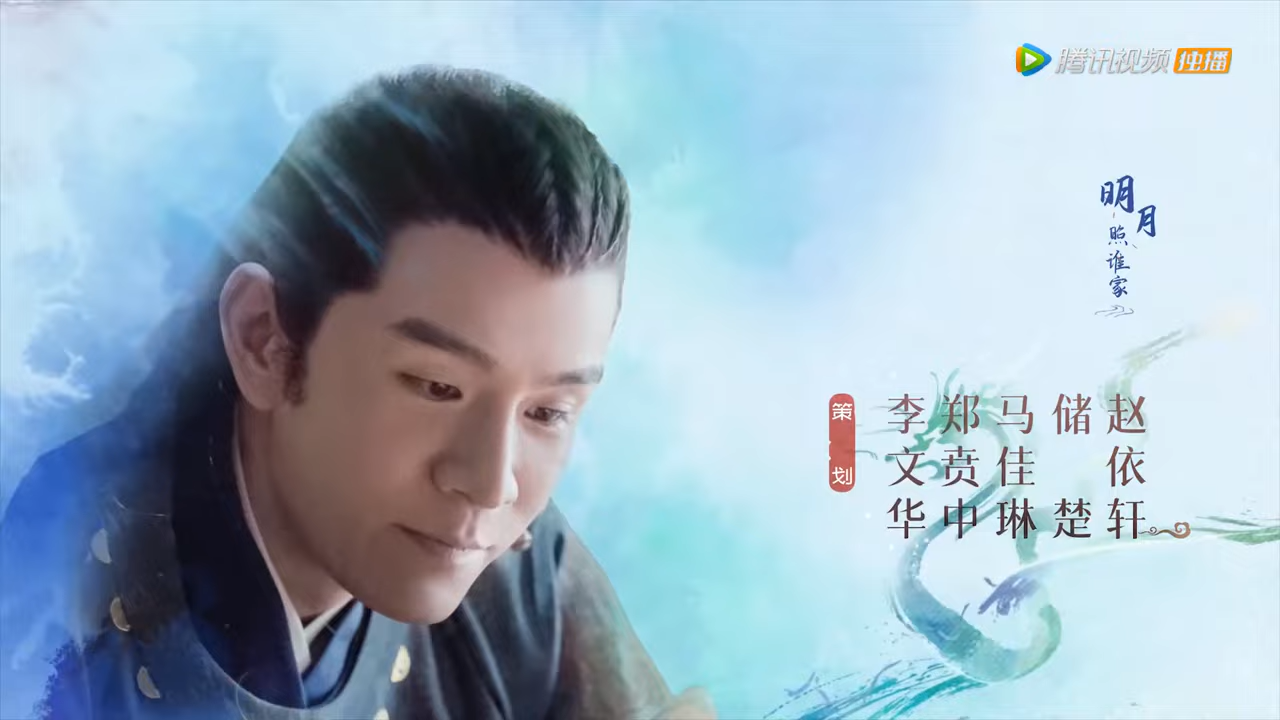 腾讯视频 独播
明月
照谁家
策划
李文华
郑贲中
马佳琳
储楚
赵依轩